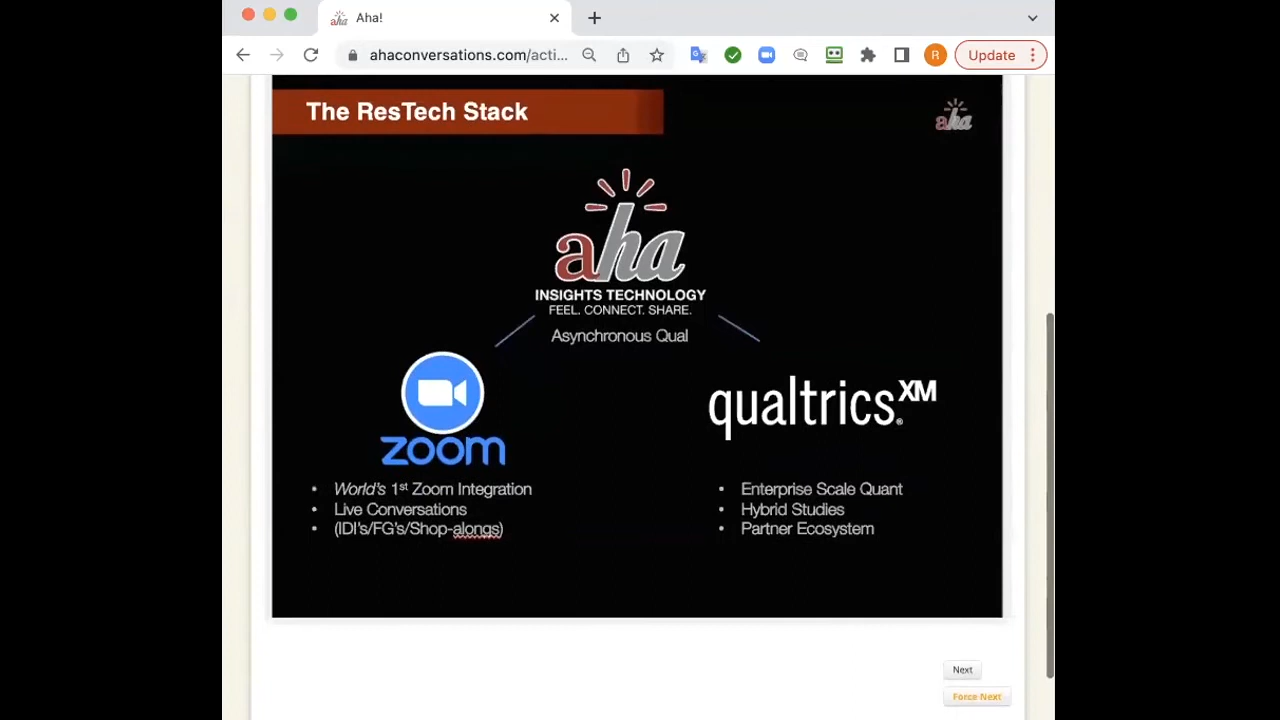 Aha!
ahaconversations.com/acti...
R
Update
The ResTech Stack
aha
aha
INSIGHTS TECHNOLOGY
FEEL. CONNECT. SHARE.
Asynchronous Qual
zoom
qualtrics.XM
• World's 1st Zoom Integration
• Live Conversations
• (IDI's/FG's/Shop-alongs)
• Enterprise Scale Quant
• Hybrid Studies
• Partner Ecosystem
Next
Force Next